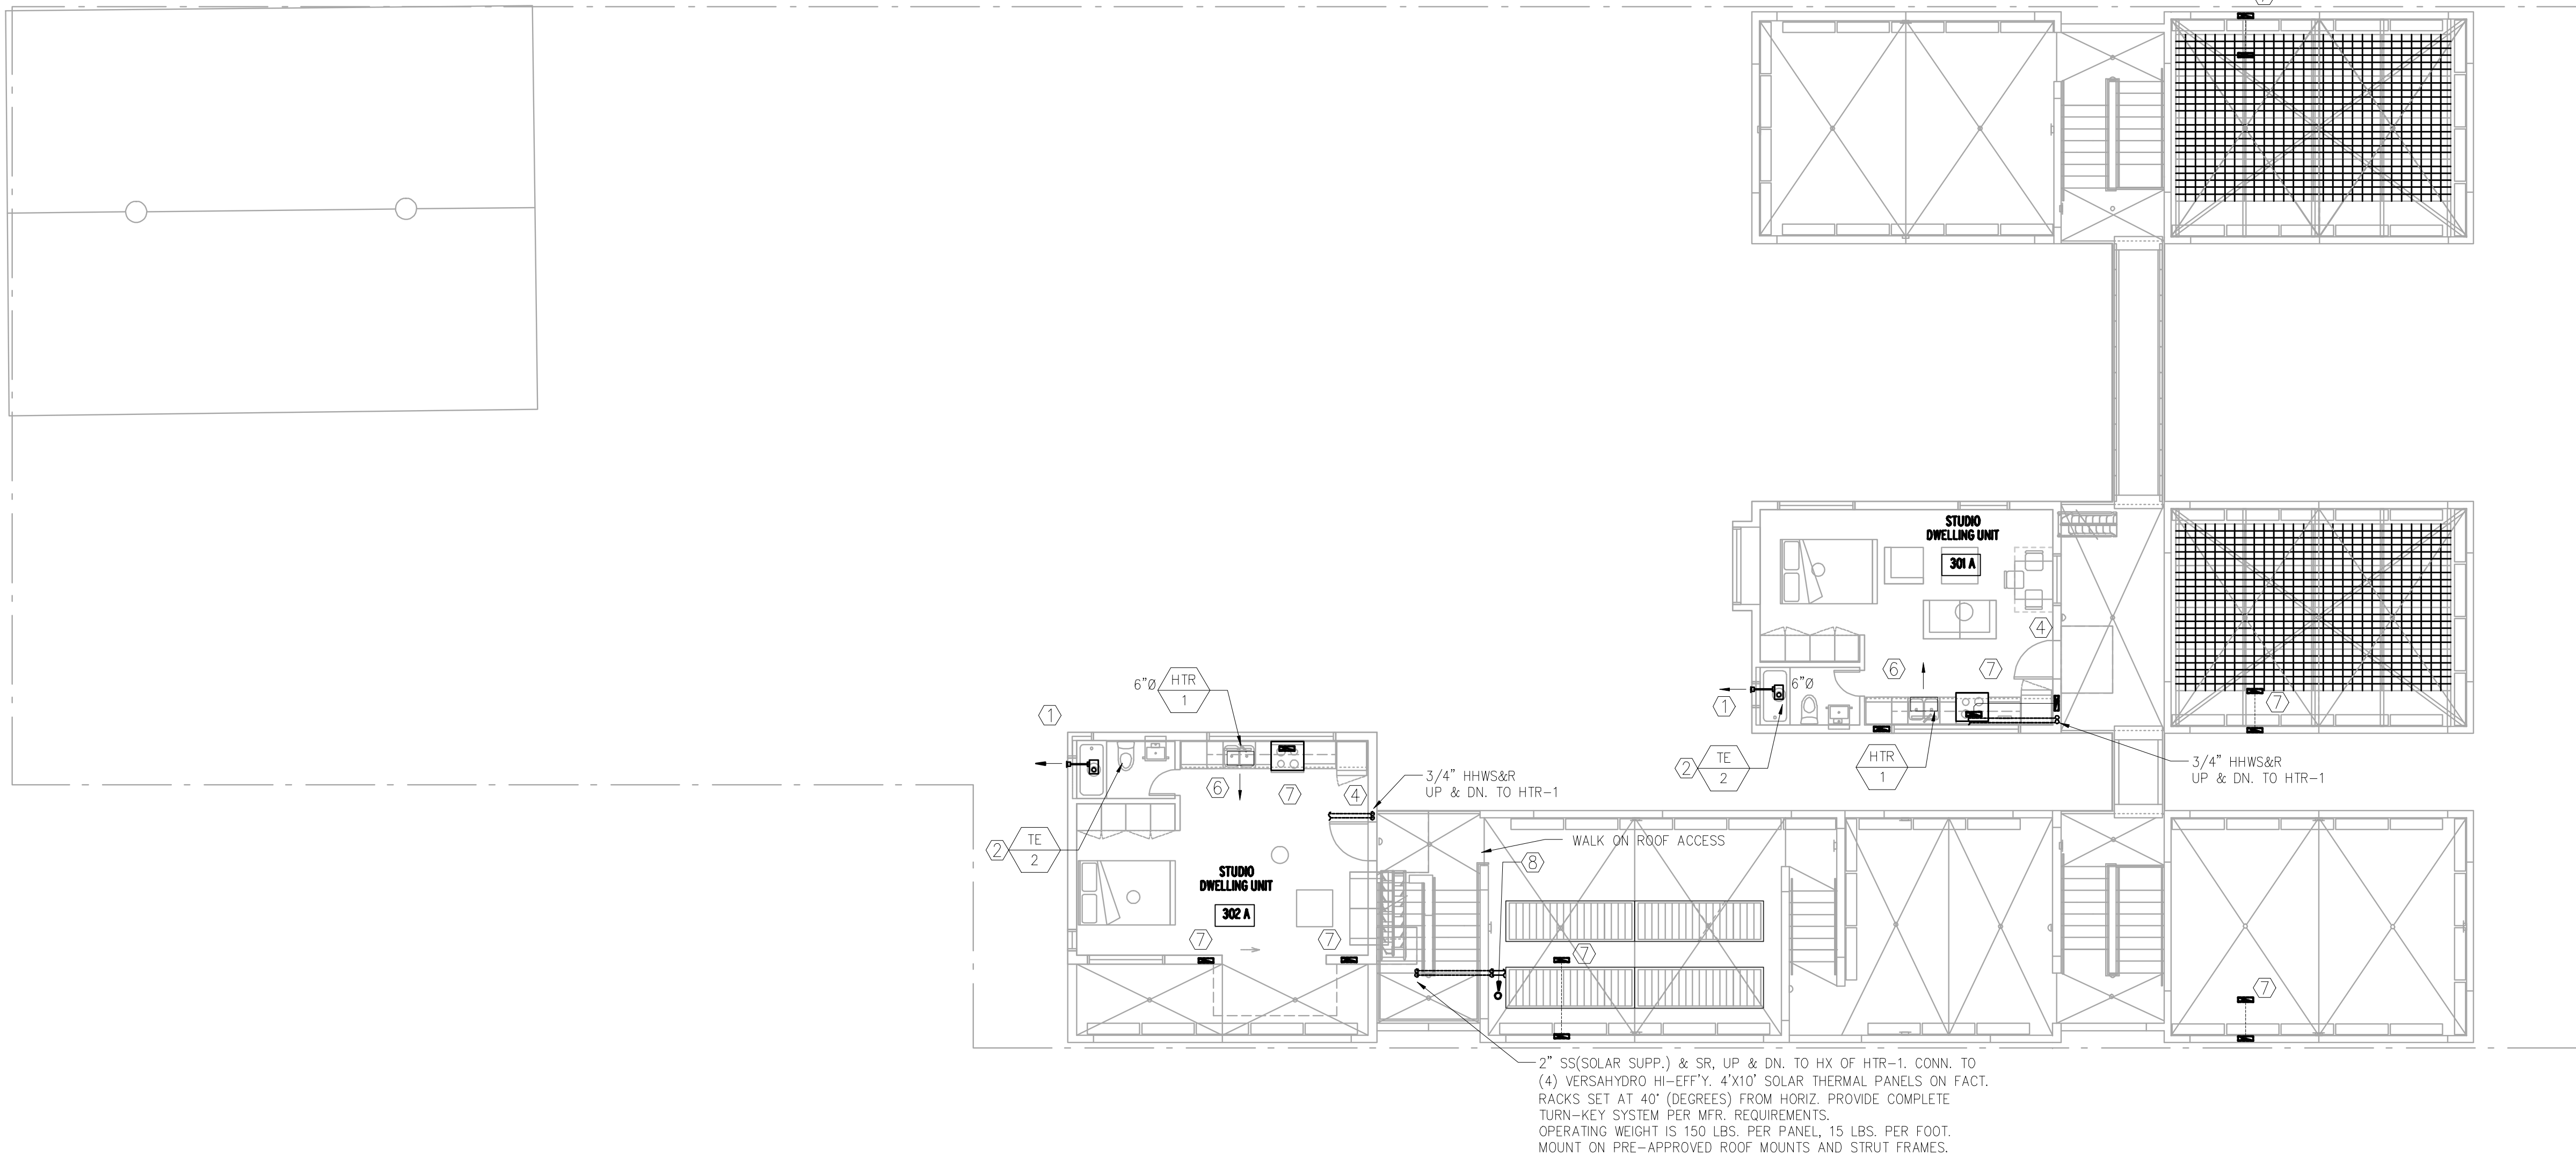 7
STUDIO
DWELLING UNIT
301 A
4
6
7
6"Ø
1
2
TE
2
HTR
1
3/4" HHWS&R
UP & DN. TO HTR-1
7
6"Ø
HTR
1
1
6
7
4
3/4" HHWS&R
UP & DN. TO HTR-1
2
TE
2
STUDIO
DWELLING UNIT
302 A
7
7
WALK ON ROOF ACCESS
8
7
7
2" SS(SOLAR SUPP.) & SR, UP & DN. TO HX OF HTR-1. CONN. TO
(4) VERSAHYDRO HI-EFF'Y. 4'X10' SOLAR THERMAL PANELS ON FACT.
RACKS SET AT 40° (DEGREES) FROM HORIZ. PROVIDE COMPLETE
TURN-KEY SYSTEM PER MFR. REQUIREMENTS.
OPERATING WEIGHT IS 150 LBS. PER PANEL, 15 LBS. PER FOOT.
MOUNT ON PRE-APPROVED ROOF MOUNTS AND STRUT FRAMES.